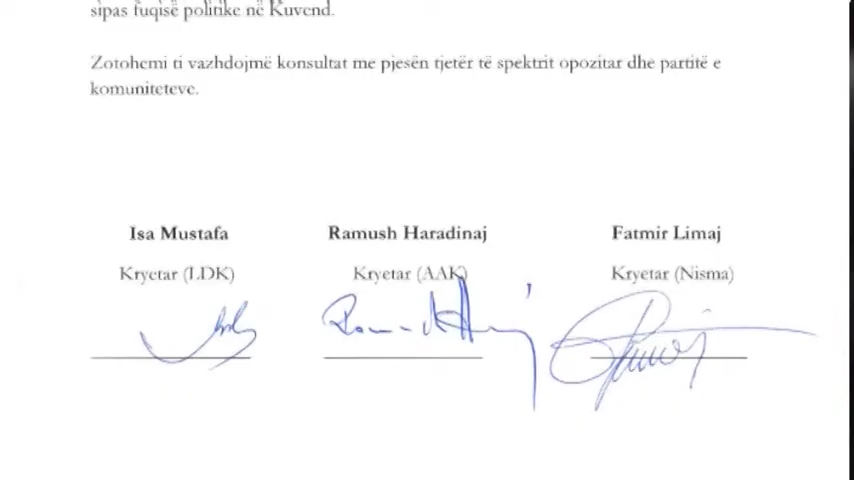 sipas fuqisë politike në Kuvend.
Zotohemi ti vazhdojmë konsultat me pjesën tjetër të spektrit opozitar dhe partitë e
komuniteteve.
Isa Mustafa Ramush Haradinaj Fatmir Limaj
Kryetar (LDK) Kryetar (AAK) Kryetar (Nisma)